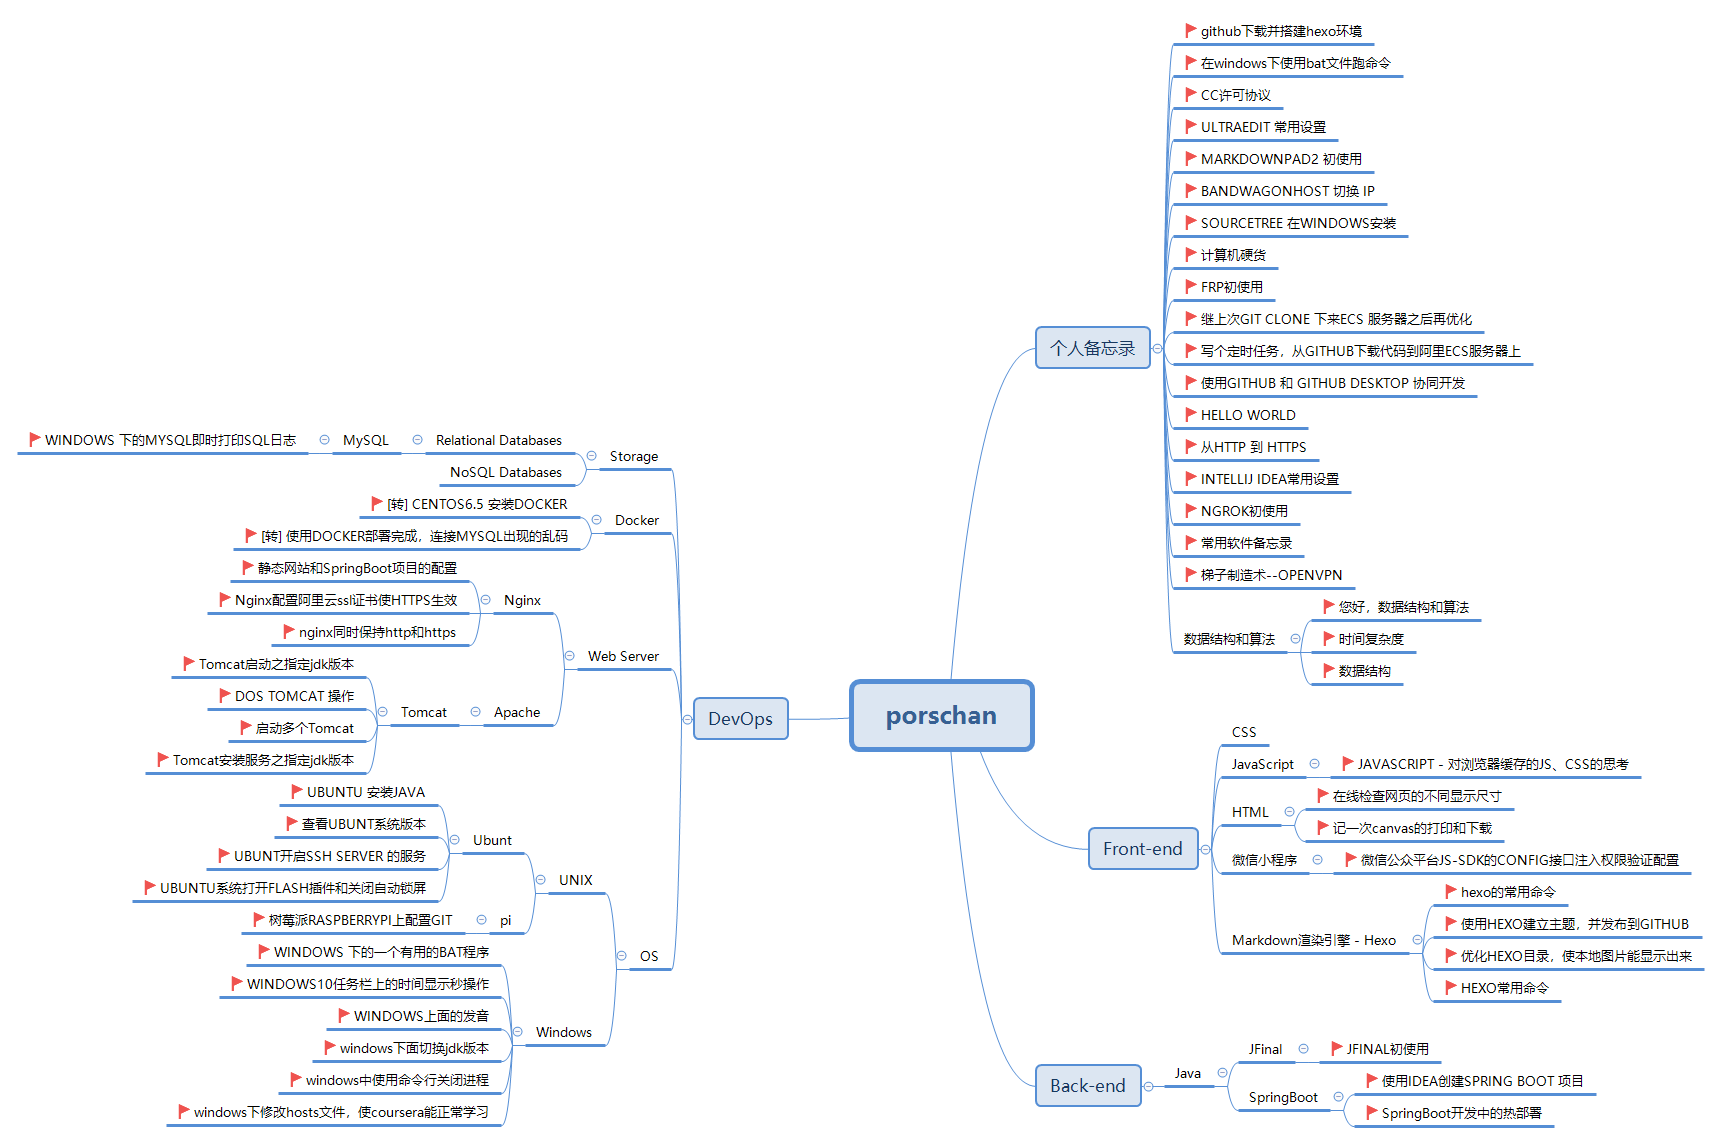 porschan
个人备忘录
github下载并搭建hexo环境
在windows下使用bat文件跑命令
CC许可协议
ULTRAEDIT 常用设置
MARKDOWNPAD2 初使用
BANDWAGONHOST 切换 IP
SOURCETREE 在WINDOWS安装
计算机硬货
FRP初使用
继上次GIT CLONE 下来ECS 服务器之后再优化
写个定时任务，从GITHUB下载代码到阿里ECS服务器上
使用GITHUB 和 GITHUB DESKTOP 协同开发
HELLO WORLD
从HTTP 到 HTTPS
INTELLIJ IDEA常用设置
NGROK初使用
常用软件备忘录
梯子制造术--OPENVPN
数据结构和算法
您好，数据结构和算法
时间复杂度
数据结构
Front-end
CSS
JavaScript
JAVASCRIPT - 对浏览器缓存的JS、CSS的思考
HTML
在线检查网页的不同显示尺寸
记一次canvas的打印和下载
微信小程序
微信公众平台JS-SDK的CONFIG接口注入权限验证配置
Markdown渲染引擎 - Hexo
hexo的常用命令
使用HEXO建立主题，并发布到GITHUB
优化HEXO目录，使本地图片能显示出来
HEXO常用命令
Back-end
Java
JFinal
JFINAL初使用
SpringBoot
使用IDEA创建SPRING BOOT 项目
SpringBoot开发中的热部署
DevOps
Storage
Relational Databases
MySQL
WINDOWS 下的MYSQL即时打印SQL日志
NoSQL Databases
Docker
[转] CENTOS6.5 安装DOCKER
[转] 使用DOCKER部署完成，连接MYSQL出现的乱码
Web Server
Nginx
静态网站和SpringBoot项目的配置
Nginx配置阿里云ssl证书使HTTPS生效
nginx同时保持http和https
Apache
Tomcat
Tomcat启动之指定jdk版本
DOS TOMCAT 操作
启动多个Tomcat
Tomcat安装服务之指定jdk版本
OS
UNIX
Ubunt
UBUNTU 安装JAVA
查看UBUNT系统版本
UBUNT开启SSH SERVER 的服务
UBUNTU系统打开FLASH插件和关闭自动锁屏
pi
树莓派RASPBERRYPI上配置GIT
Windows
WINDOWS 下的一个有用的BAT程序
WINDOWS10任务栏上的时间显示秒操作
WINDOWS上面的发音
windows下面切换jdk版本
windows中使用命令行关闭进程
windows下修改hosts文件，使coursera能正常学习